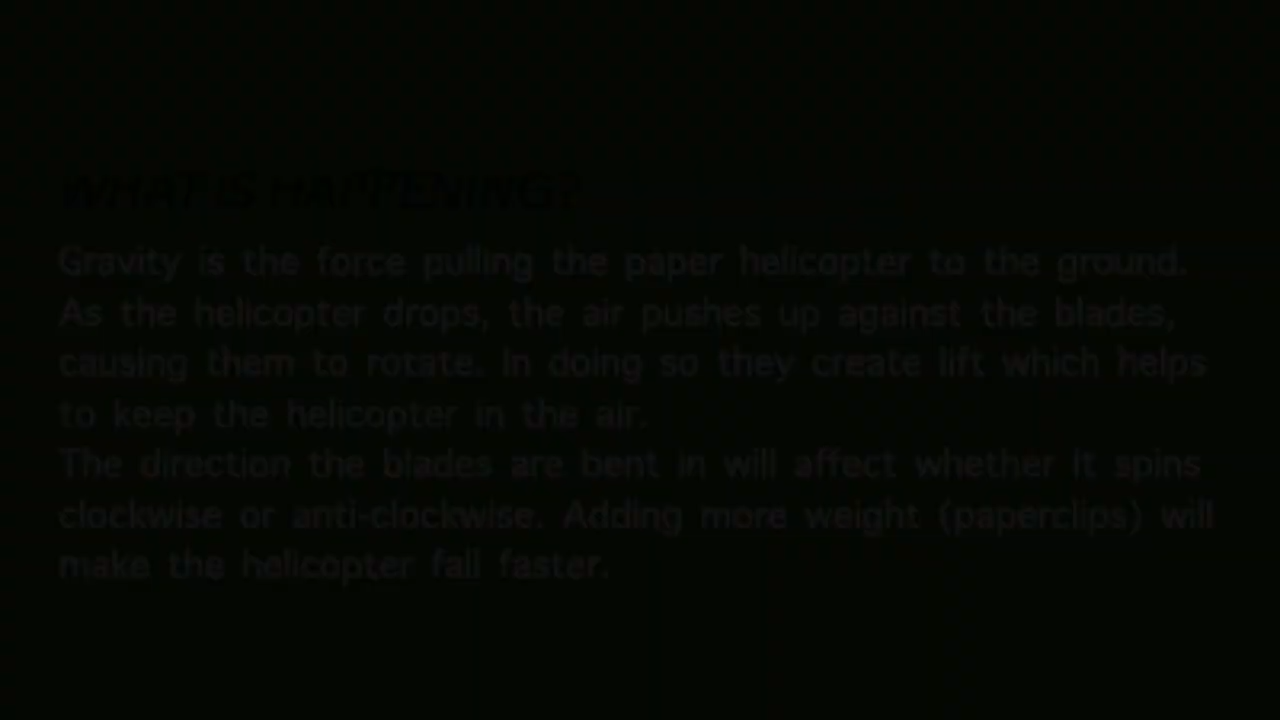 WHAT IS HAPPENING?
Gravity is the force pulling the paper helicopter to the ground.
As the helicopter drops, the air pushes up against the blades,
causing them to rotate. In doing so they create lift which helps
to keep the helicopter in the air.
The direction the blades are bent in will affect whether it spins
clockwise or anti-clockwise. Adding more weight (paperclips) will
make the helicopter fall faster.